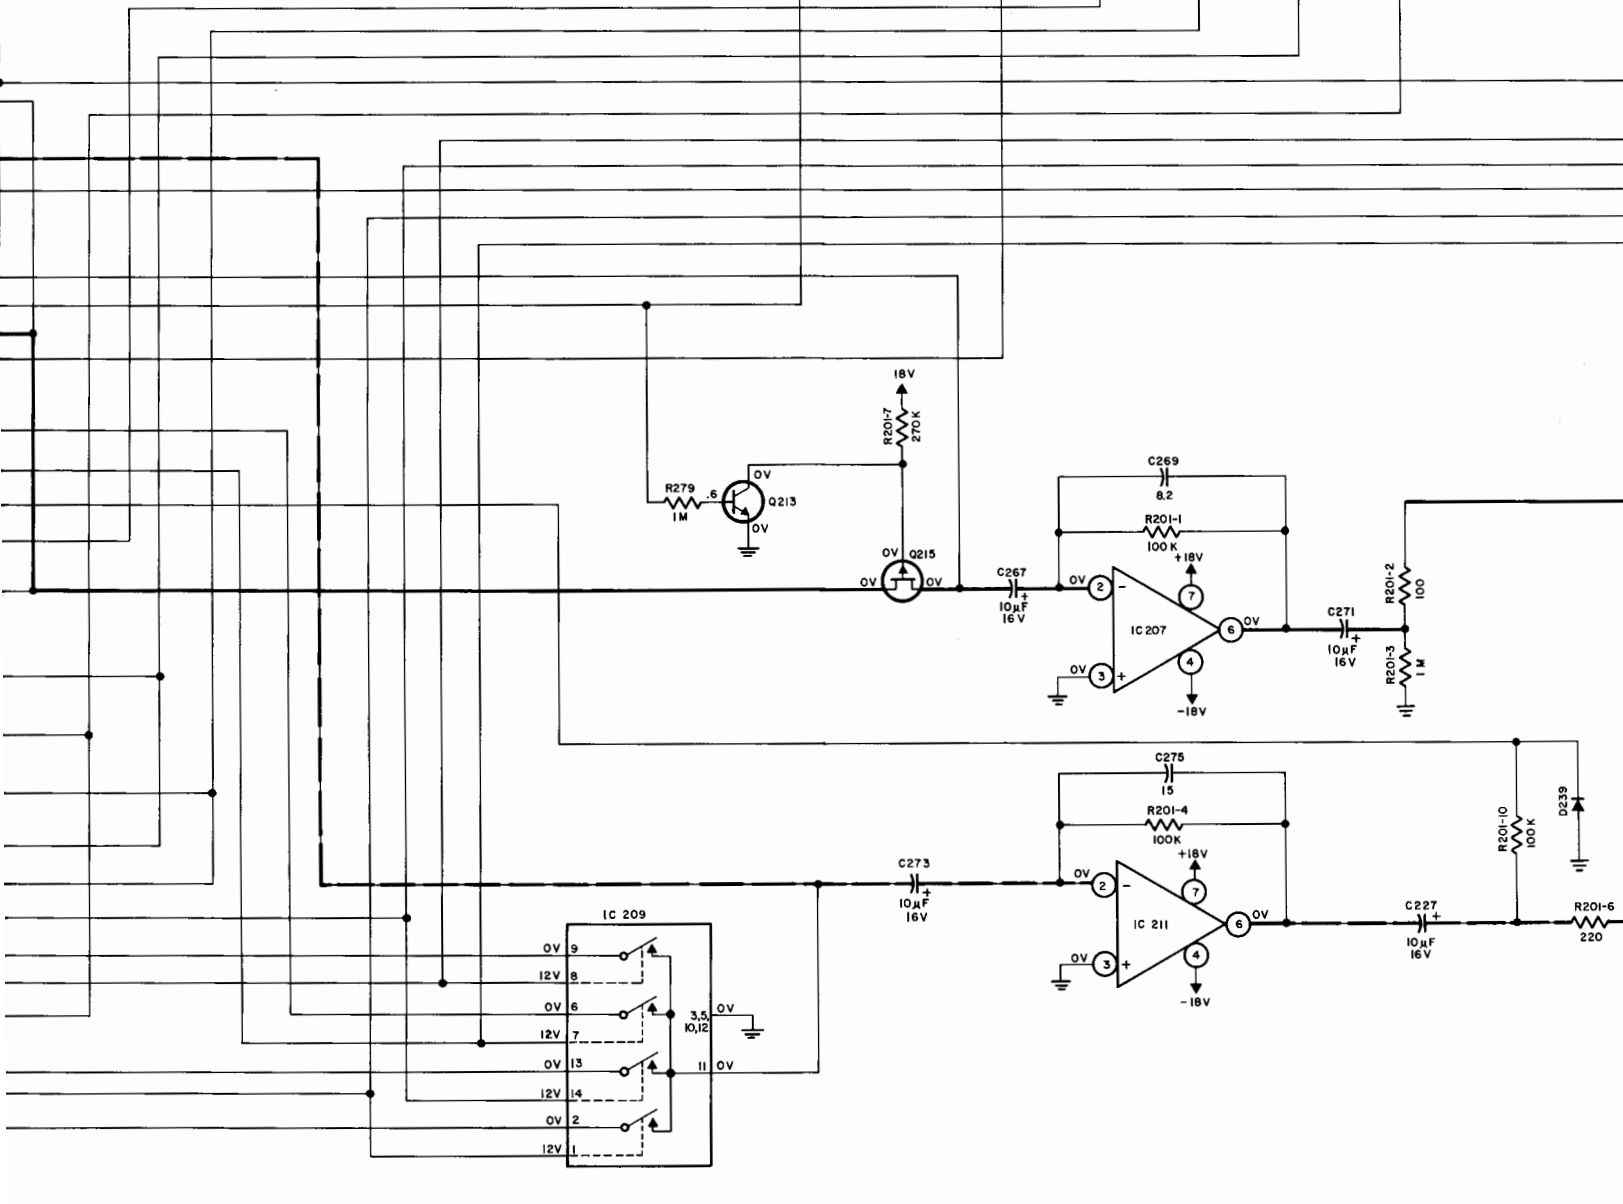 18V
R201-7
270K
R279
.6
1M
0V
Q213
0V
0V
Q215
0V
0V
C267
10µF
16V
+
C269
8.2
R201-1
100K
+18V
0V
2
−
7
IC 207
6
0V
4
0V
3
+
−18V
C271
10µF
16V
+
R201-2
100
R201-3
1M
C275
15
R201-4
100K
+18V
C273
10µF
16V
+
0V
2
−
7
IC 211
6
0V
4
0V
3
+
−18V
C227
10µF
16V
+
R201-10
100K
D239
R201-6
220
IC 209
0V 9
12V 8
0V 6
12V 7
0V 13
12V 14
0V 2
12V 1
3,5,
10,12
0V
11 0V